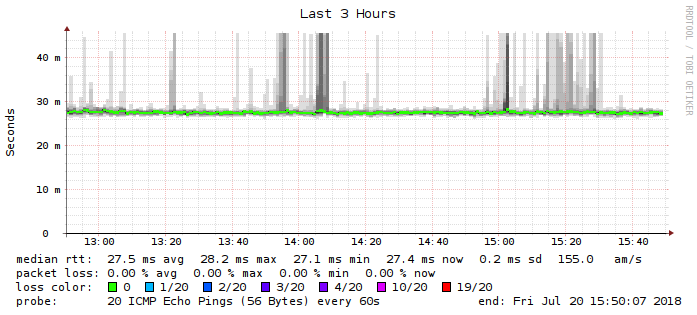 Last 3 Hours
RRDTOOL / TOBI OETIKER
Seconds
40 m
30 m
20 m
10 m
0
13:00 13:20 13:40 14:00 14:20 14:40 15:00 15:20 15:40
median rtt: 27.5 ms avg 28.2 ms max 27.1 ms min 27.4 ms now 0.2 ms sd 155.0 am/s
packet loss: 0.00 % avg 0.00 % max 0.00 % min 0.00 % now
loss color: 0 1/20 2/20 3/20 4/20 10/20 19/20
probe: 20 ICMP Echo Pings (56 Bytes) every 60s end: Fri Jul 20 15:50:07 2018